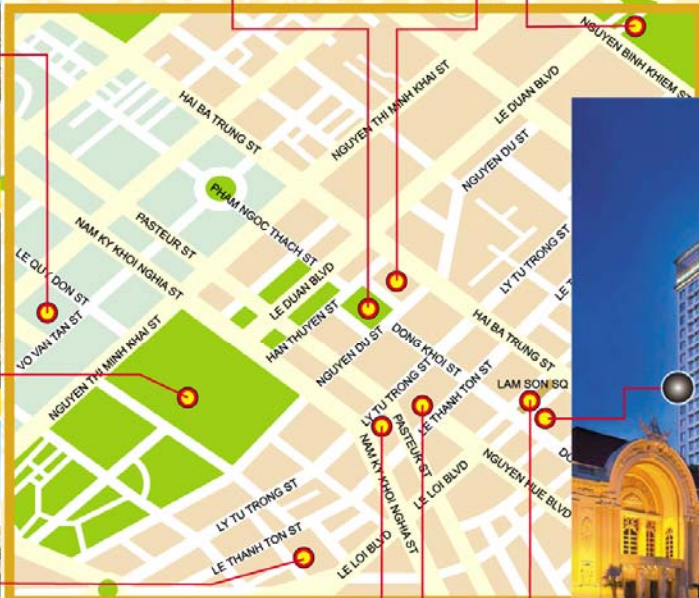 NGUYEN BINH KHIEM ST
HAI BA TRUNG ST
NGUYEN THI MINH KHAI ST
LE DUAN BLVD
NGUYEN DU ST
PHAM NGOC THACH ST
PASTEUR ST
NAM KY KHOI NGHIA ST
LE QUY DON ST
VO VAN TAN ST
LE DUAN BLVD
HAN THUYEN ST
LY TU TRONG ST
NGUYEN THI MINH KHAI ST
NGUYEN DU ST
DONG KHOI ST
HAI BA TRUNG ST
LY TU TRONG ST
LE THANH TON ST
LAM SON SQ
PASTEUR ST
NAM KY KHOI NGHIA ST
LE LOI BLVD
NGUYEN HUE BLVD
LY TU TRONG ST
LE THANH TON ST
LE LOI BLVD